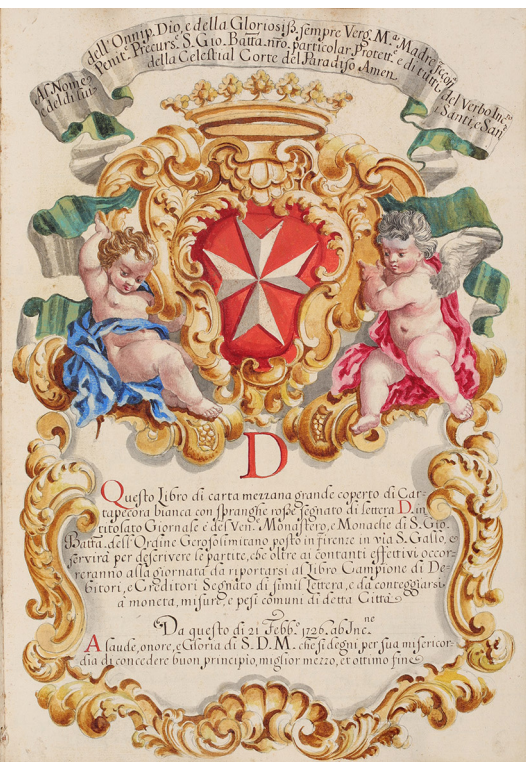 Al Nome
dell'Onnip. Dio, e della Gloriosiss. sempre Verg. M.ª Madre
del Verbo Inc.to
e del di lui
Penit.e Precurs.e S. Gio. Batta. nro. particolar Protett.e e di tutti
i Santi, e San.
della Celestial Corte del Paradiso Amen
D
Questo Libro di carta mezzana grande coperto di Car-
tapecora bianca con spranghe rosse segnato di lettera D. in-
titolato Giornale è del Ven.e Monastero, e Monache di S. Gio:
Batta. dell'Ordine Gerosolimitano posto in Firenze in via S. Gallo, e
servirà per descrivere le partite, che oltre ai contanti effettivi occor-
reranno alla giornata da riportarsi al Libro Campione di De-
bitori, e Creditori Segnato di simil Lettera, e da conteggiarsi
a moneta, misure, e pesi comuni di detta Città
Da questo di 21 Febb.o 1726. ab Inc.ne
A laude, onore, e Gloria di S. D. M. che si degni per sua misericor-
dia di concedere buon principio, miglior mezzo, et ottimo fine